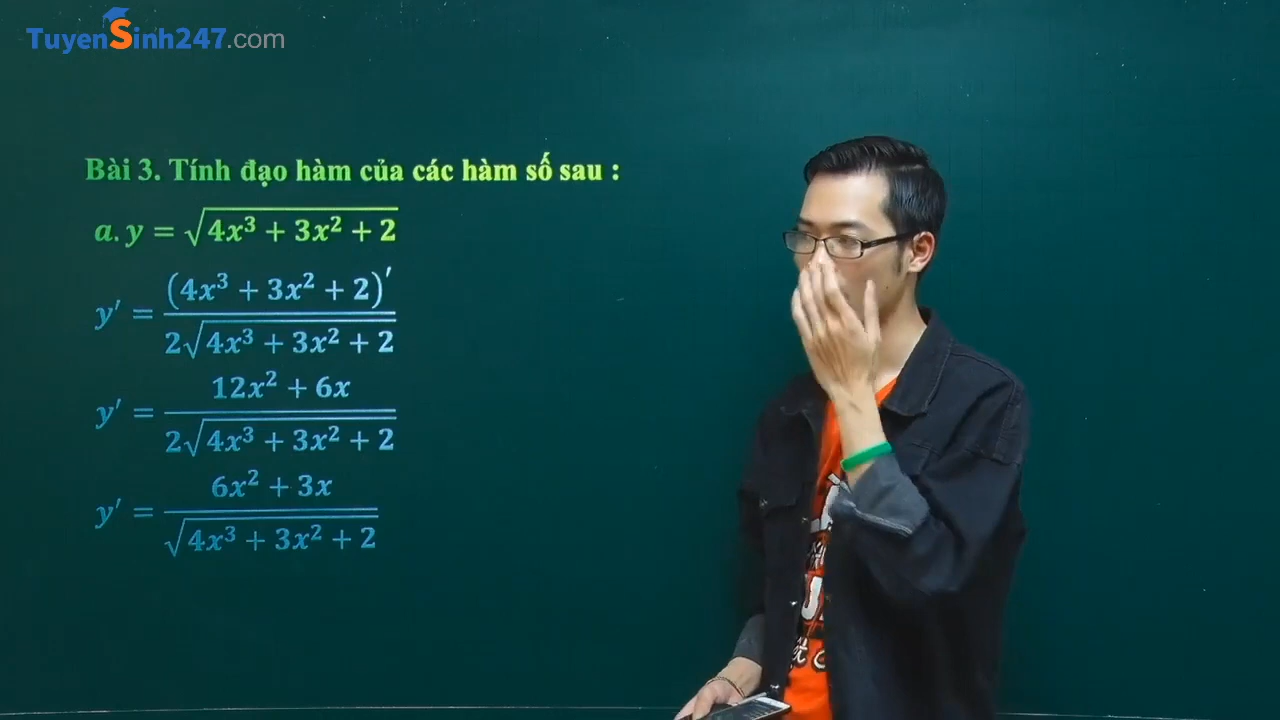 TuyenSinh247.com
Bài 3. Tính đạo hàm của các hàm số sau :
a. y = √(4x³ + 3x² + 2)
y′ = (4x³ + 3x² + 2)′ / 2√(4x³ + 3x² + 2)
y′ = (12x² + 6x) / 2√(4x³ + 3x² + 2)
y′ = (6x² + 3x) / √(4x³ + 3x² + 2)